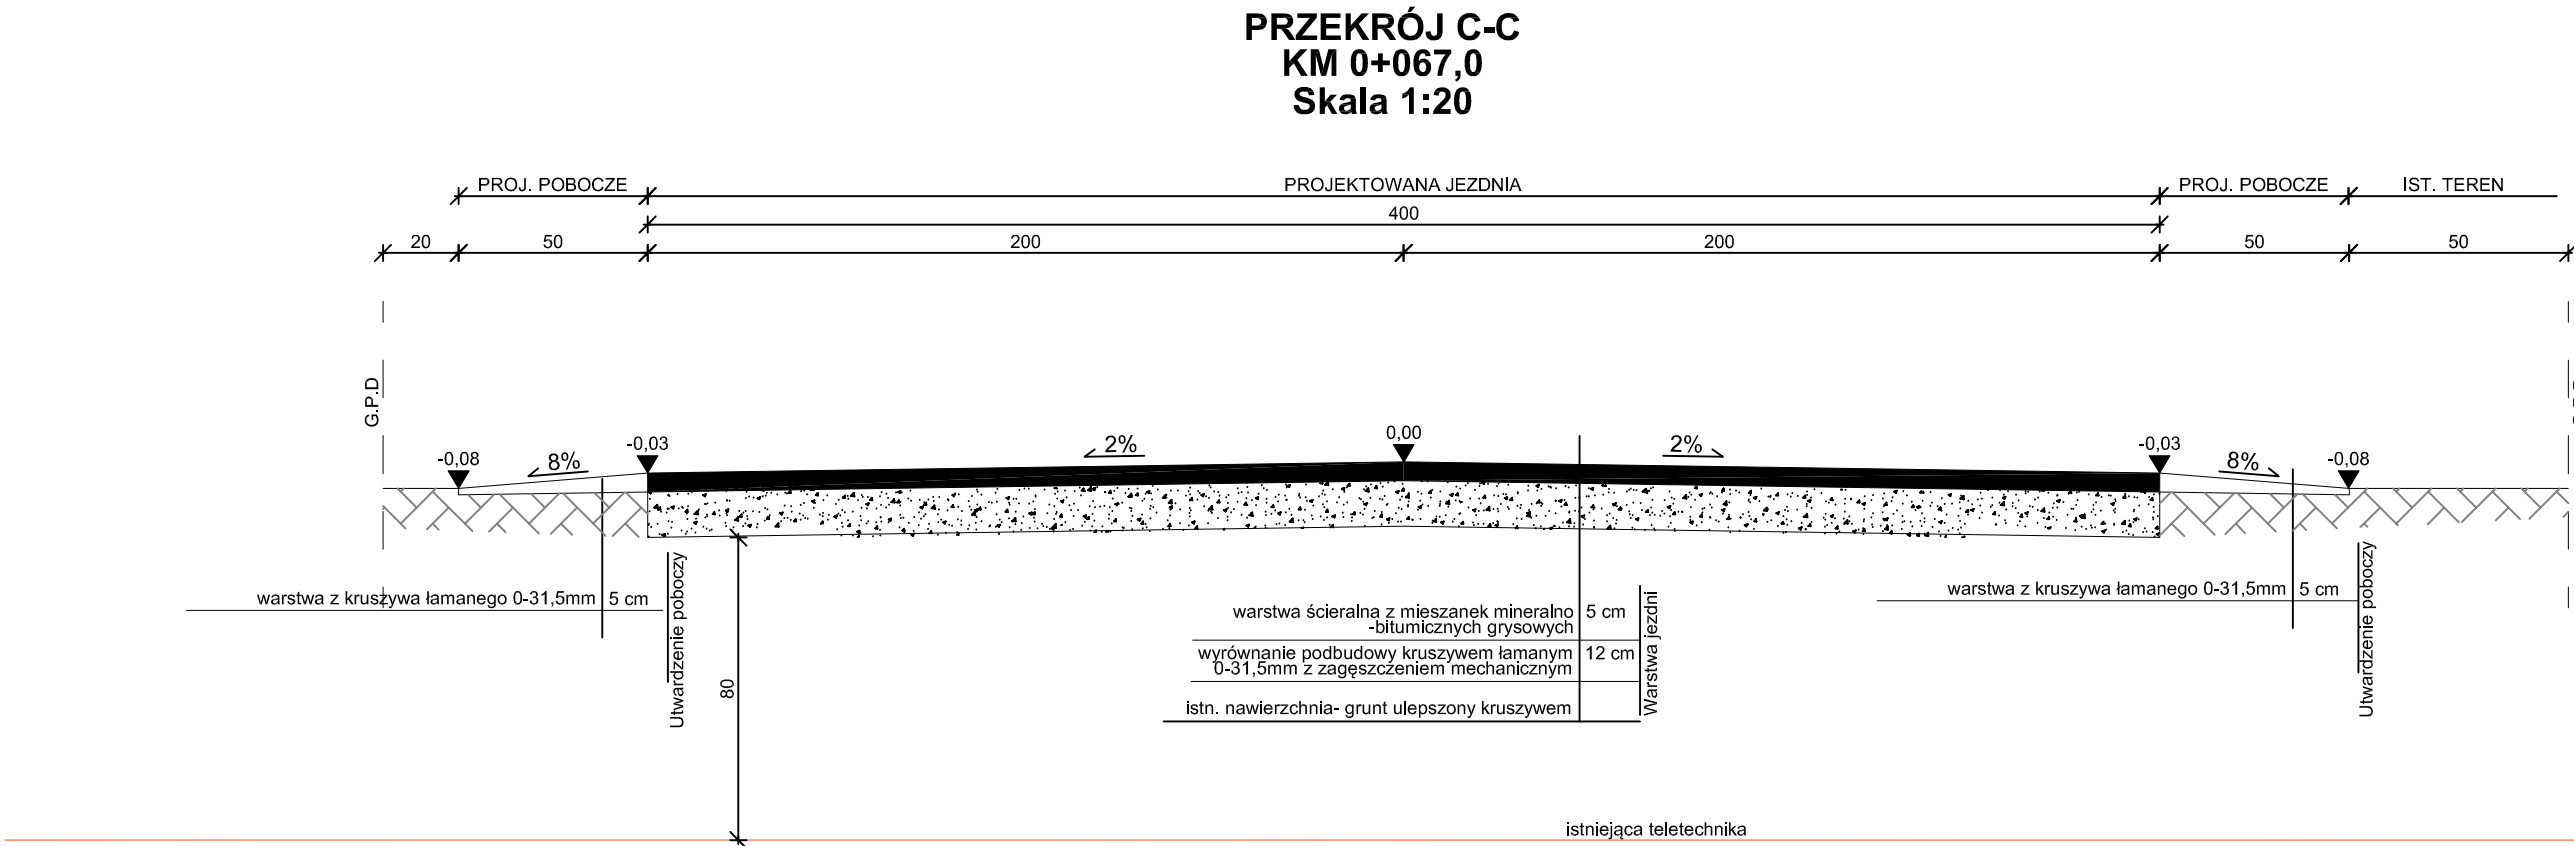 PRZEKRÓJ C-C
KM 0+067,0
Skala 1:20
PROJ. POBOCZE
PROJEKTOWANA JEZDNIA
PROJ. POBOCZE
IST. TEREN
400
20
50
200
200
50
50
G.P.D
-0,08
8%
-0,03
2%
0,00
2%
-0,03
8%
-0,08
warstwa z kruszywa łamanego 0-31,5mm
5 cm
Utwardzenie poboczy
80
warstwa ścieralna z mieszanek mineralno
-bitumicznych grysowych
5 cm
wyrównanie podbudowy kruszywem łamanym
0-31,5mm z zagęszczeniem mechanicznym
12 cm
istn. nawierzchnia- grunt ulepszony kruszywem
Warstwa jezdni
warstwa z kruszywa łamanego 0-31,5mm
5 cm
Utwardzenie poboczy
istniejąca teletechnika